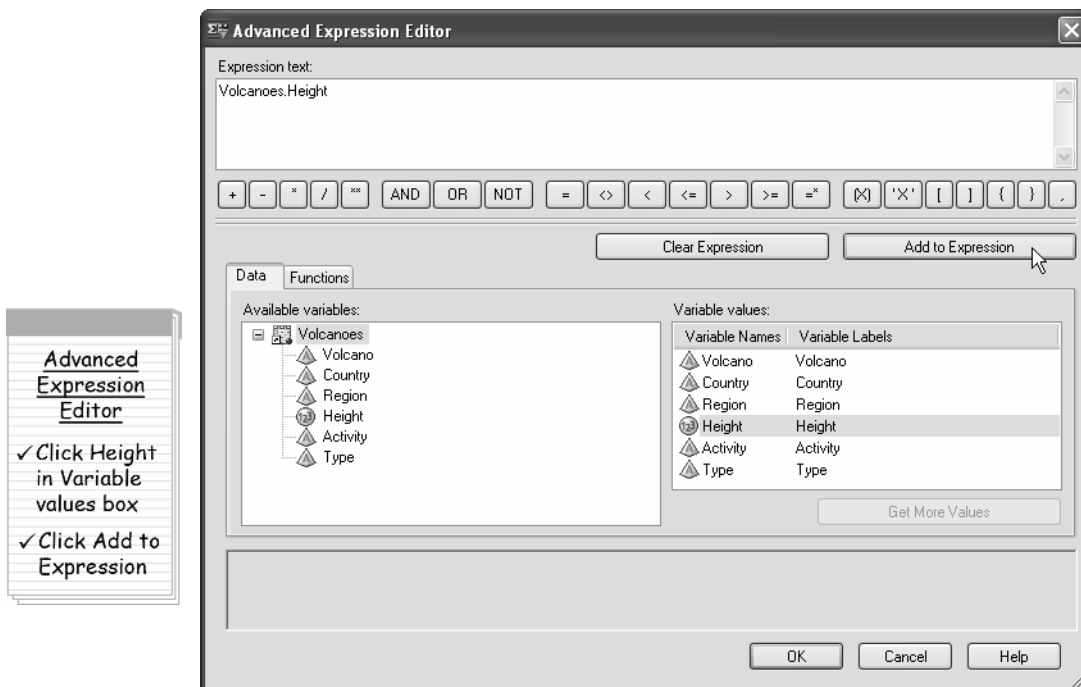 Advanced Expression Editor
Expression text:
Volcanoes.Height
+ - * / ** AND OR NOT = <> < <= > >= =* (X) 'X' [ ] { } ,
Clear Expression
Add to Expression
Data
Functions
Available variables:
Volcanoes
Volcano
Country
Region
123 Height
Activity
Type
Variable values:
Variable Names Variable Labels
Volcano Volcano
Country Country
Region Region
123 Height Height
Activity Activity
Type Type
Get More Values
OK Cancel Help
Advanced
Expression
Editor
✓ Click Height
in Variable
values box
✓ Click Add to
Expression